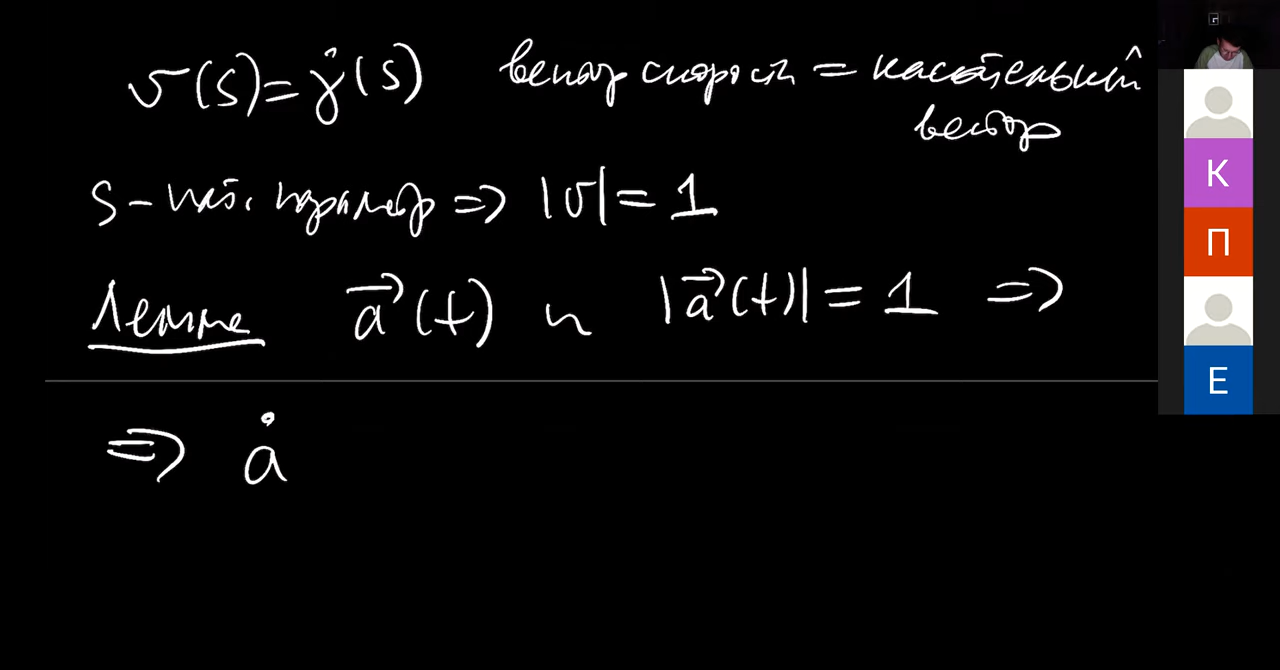 v(s) = γ̇(s) вектор скорости = касательный
вектор
s – нат. параметр => |v| = 1
Лемма a⃗(t) и |a⃗(t)| = 1 =>
=> ȧ
К
П
Е